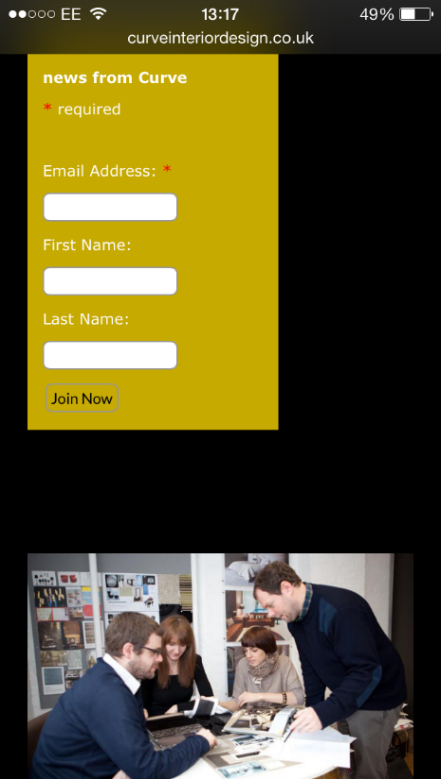 EE 13:17 49%
curveinteriordesign.co.uk
news from Curve
* required
Email Address: *
First Name:
Last Name:
Join Now